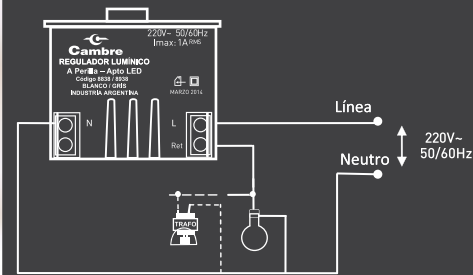 Cambre
REGULADOR LUMÍNICO
A Perilla – Apto LED
Código 8838 / 8938
BLANCO / GRÍS
INDUSTRIA ARGENTINA
220V~ 50/60Hz
Imax: 1A RMS
MARZO 2014
N
L
Ret
Línea
Neutro
220V~
50/60Hz
TRAFO